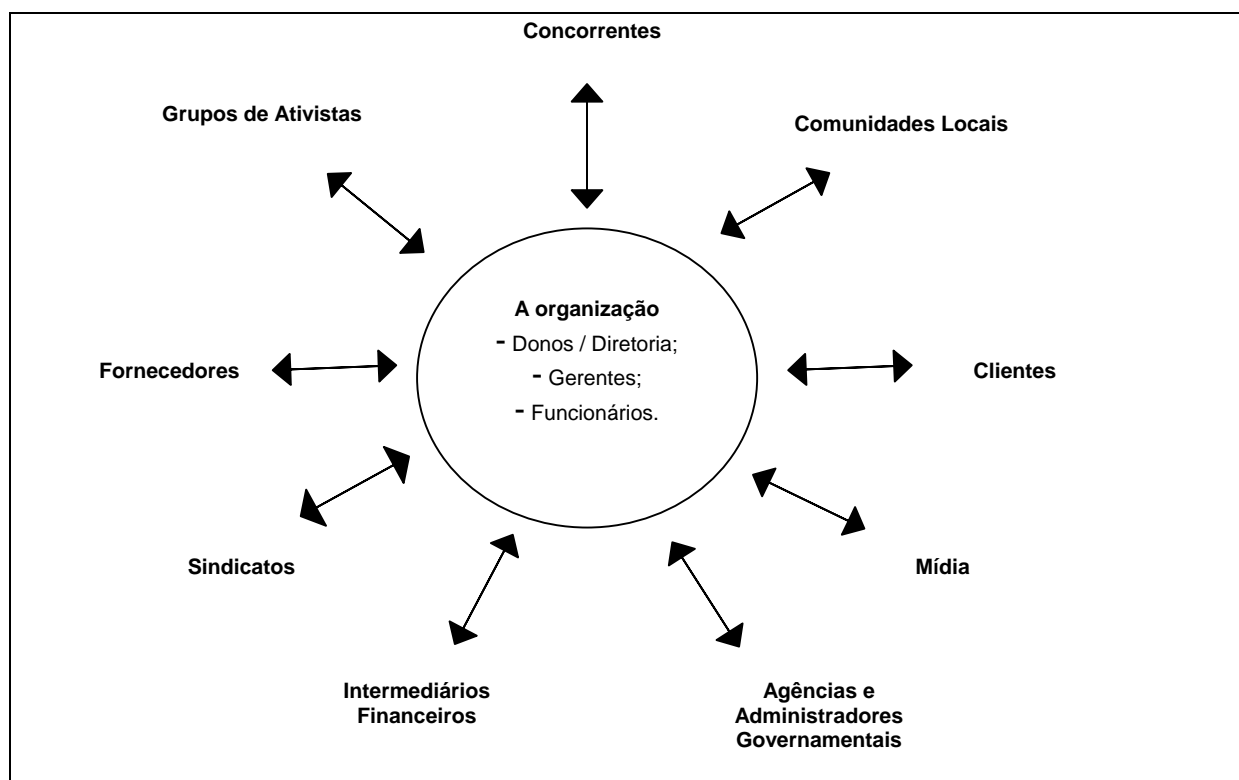 Concorrentes
Grupos de Ativistas
Comunidades Locais
A organização
- Donos / Diretoria;
- Gerentes;
- Funcionários.
Fornecedores
Clientes
Sindicatos
Mídia
Intermediários
Financeiros
Agências e
Administradores
Governamentais